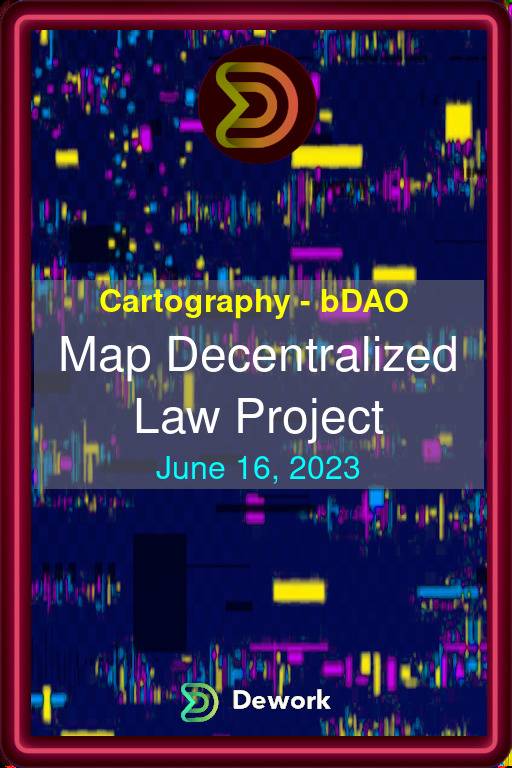 Cartography - bDAO
Map Decentralized
Law Project
June 16, 2023
Dework